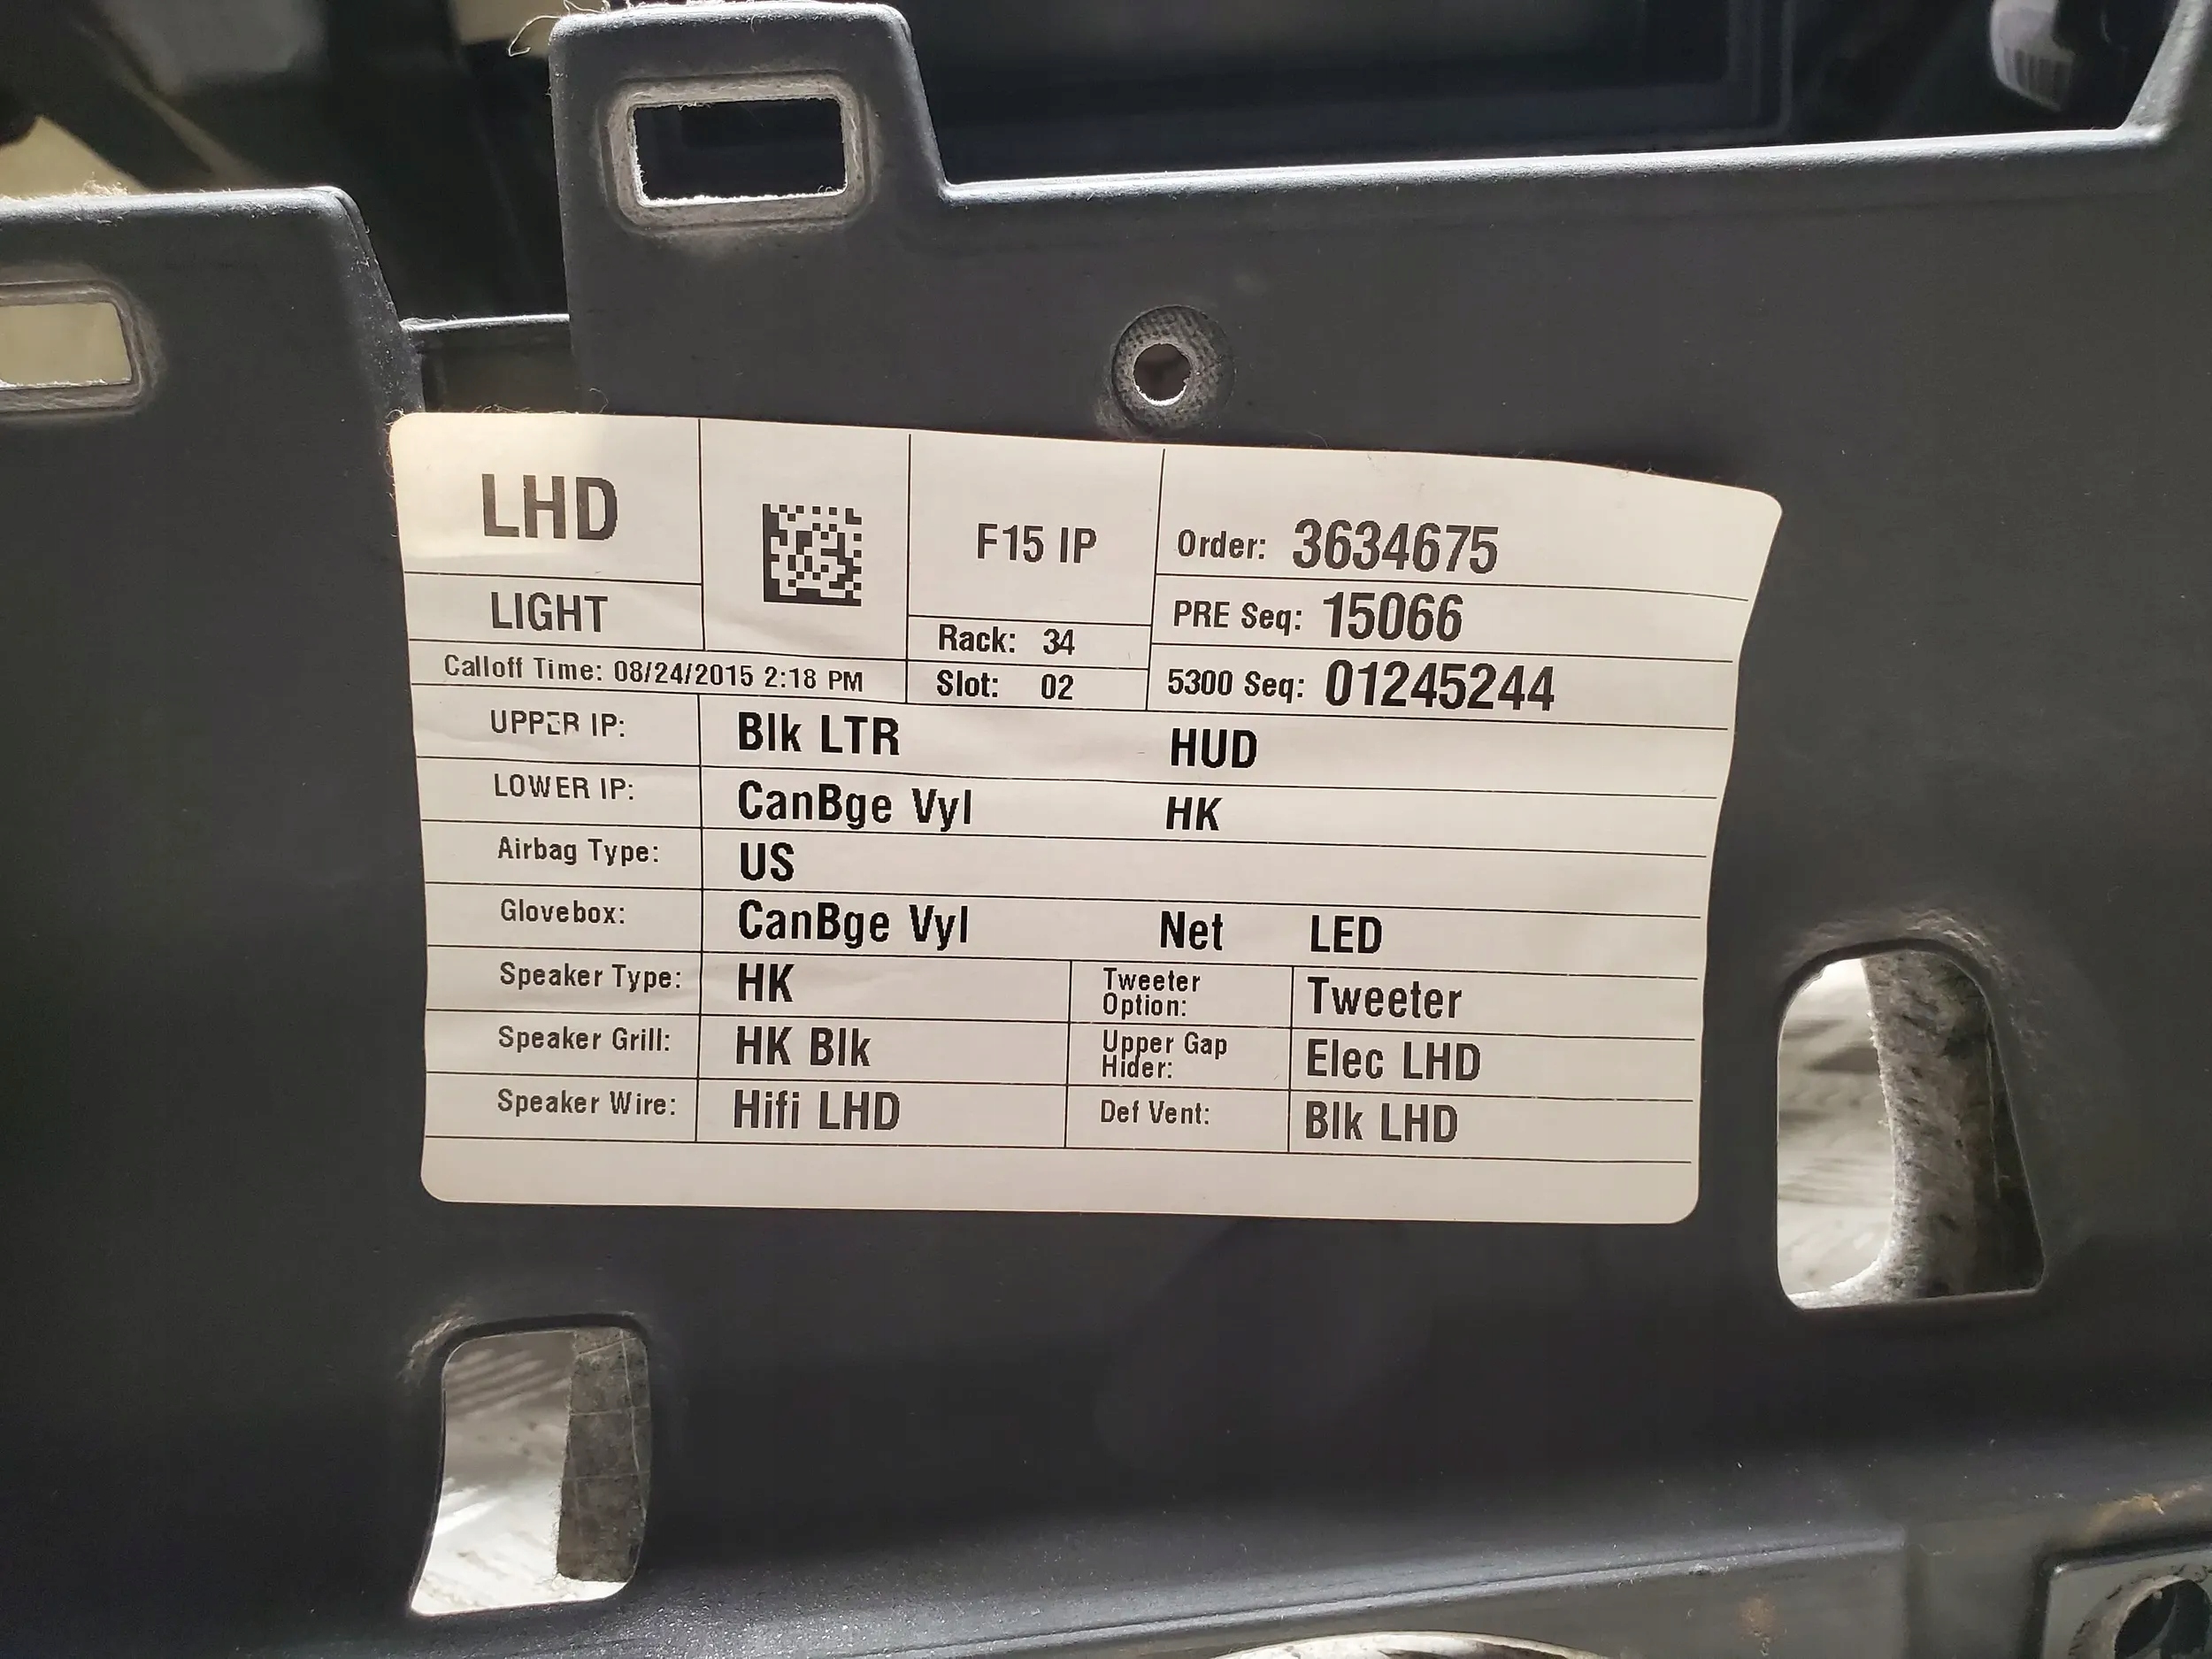 LHD
LIGHT
F15 IP
Order: 3634675
PRE Seq: 15066
Rack: 34
Slot: 02
5300 Seq: 01245244
Calloff Time: 08/24/2015 2:18 PM
UPPER IP: Blk LTR HUD
LOWER IP: CanBge Vyl HK
Airbag Type: US
Glovebox: CanBge Vyl Net LED
Speaker Type: HK Tweeter Option: Tweeter
Speaker Grill: HK Blk Upper Gap Hider: Elec LHD
Speaker Wire: Hifi LHD Def Vent: Blk LHD